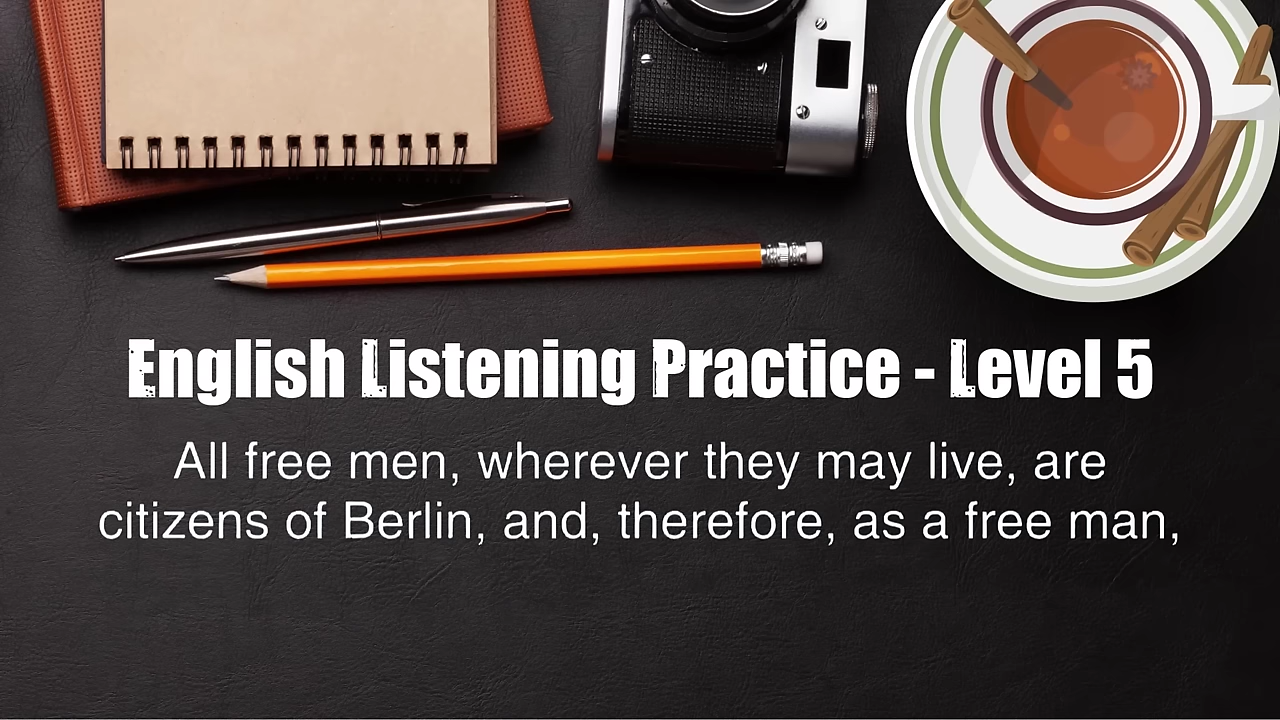 English Listening Practice - Level 5
All free men, wherever they may live, are
citizens of Berlin, and, therefore, as a free man,